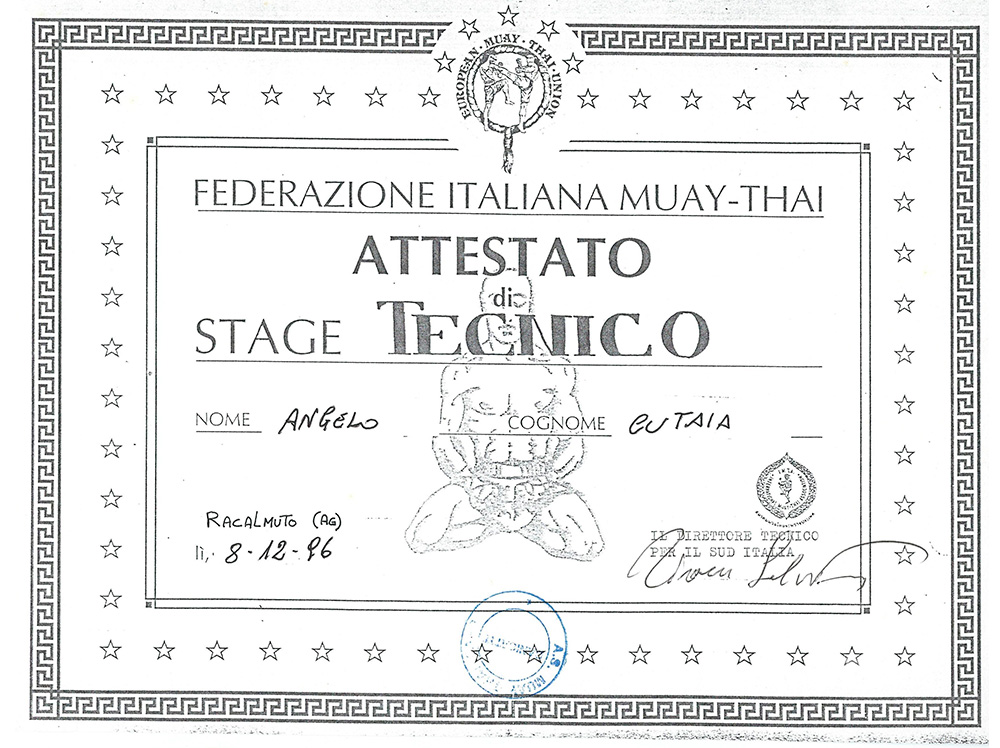 EUROPEAN · MUAY · THAI · UNION
FEDERAZIONE ITALIANA MUAY-THAI
ATTESTATO
di
STAGE TECNICO
NOME ANGELO COGNOME CUTAIA
RACALMUTO (AG)
lì, 8-12-96
IL DIRETTORE TECNICO
PER IL SUD ITALIA
A.S. MUAY